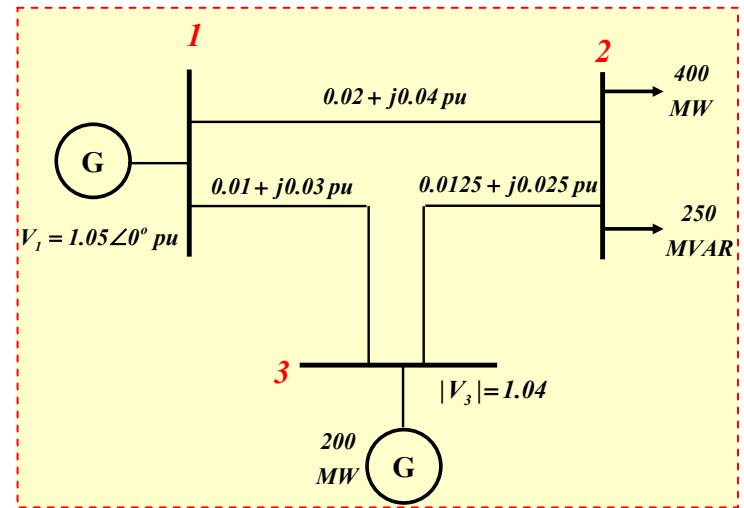 1
2
400
MW
0.02 + j0.04 pu
G
0.01 + j0.03 pu
0.0125 + j0.025 pu
V₁ = 1.05∠0° pu
250
MVAR
3
|V₃|= 1.04
200
MW
G